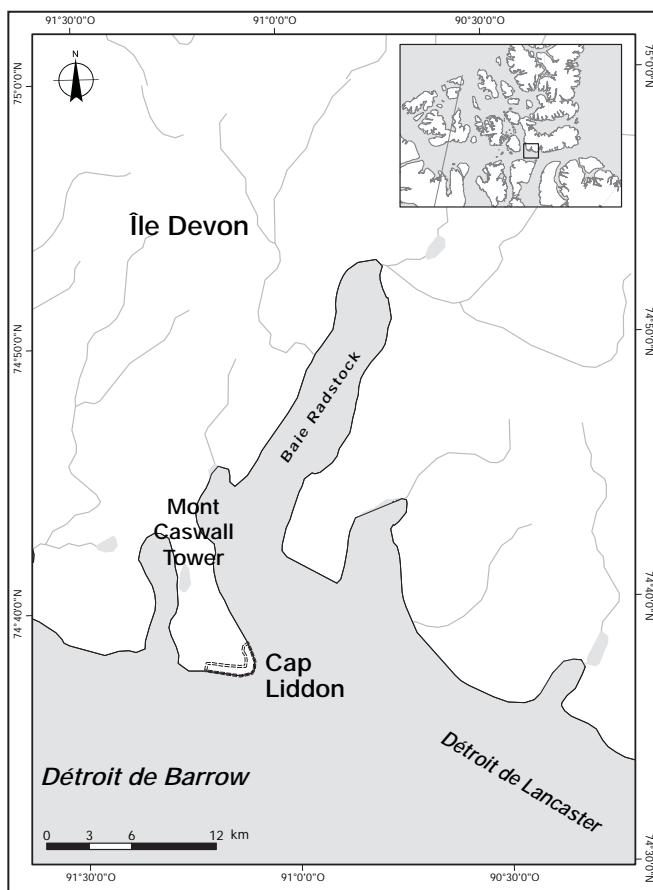 91°30'0"O
91°0'0"O
90°30'0"O
75°0'0"N
75°0'0"N
N
Île Devon
74°50'0"N
74°50'0"N
Baie Radstock
Mont
Caswall
Tower
74°40'0"N
74°40'0"N
Cap
Liddon
Détroit de Barrow
Détroit de Lancaster
0 3 6 12 km
74°30'0"N
91°30'0"O
91°0'0"O
90°30'0"O